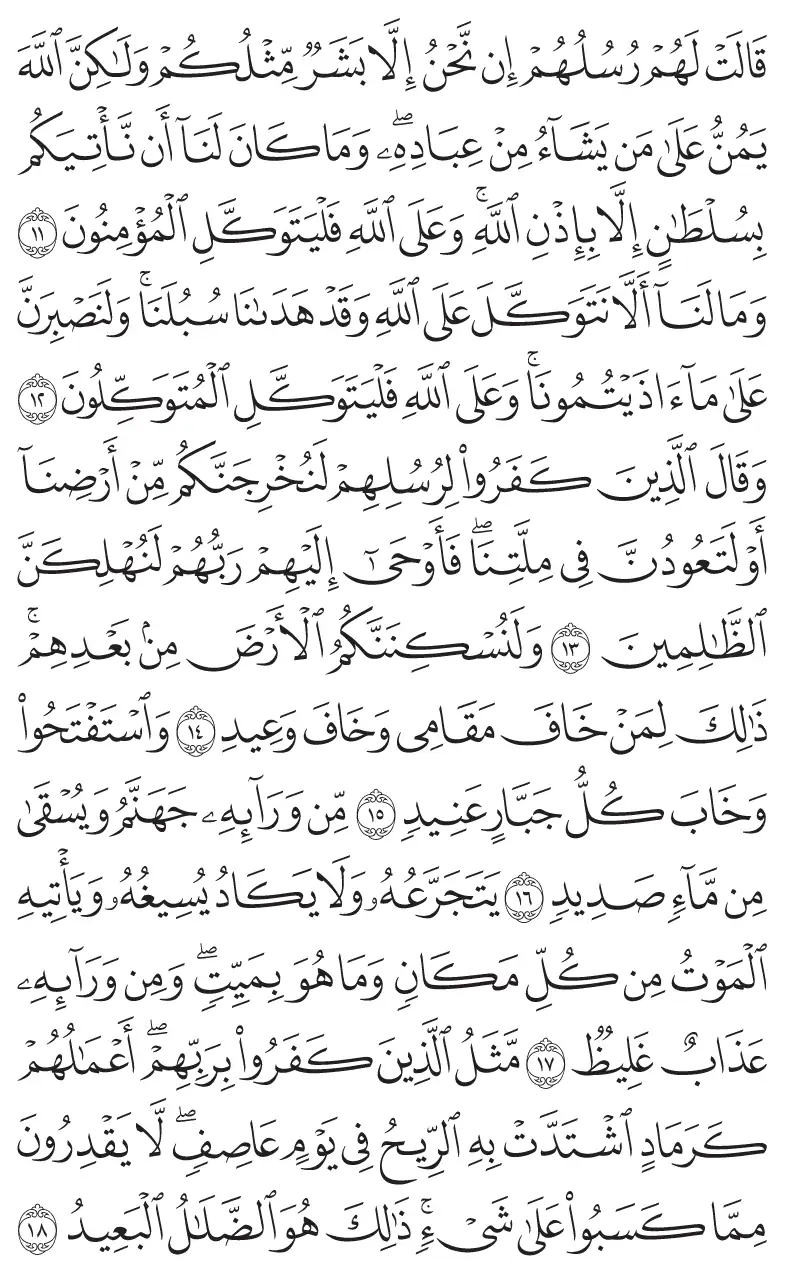 قَالَتْ لَهُمْ رُسُلُهُمْ إِن نَّحْنُ إِلَّا بَشَرٌ مِّثْلُكُمْ وَلَٰكِنَّ ٱللَّهَ
يَمُنُّ عَلَىٰ مَن يَشَآءُ مِنْ عِبَادِهِۦۖ وَمَا كَانَ لَنَآ أَن نَّأْتِيَكُم
بِسُلْطَٰنٍ إِلَّا بِإِذْنِ ٱللَّهِۚ وَعَلَى ٱللَّهِ فَلْيَتَوَكَّلِ ٱلْمُؤْمِنُونَ ١١
وَمَا لَنَآ أَلَّا نَتَوَكَّلَ عَلَى ٱللَّهِ وَقَدْ هَدَىٰنَا سُبُلَنَاۚ وَلَنَصْبِرَنَّ
عَلَىٰ مَآ ءَاذَيْتُمُونَاۚ وَعَلَى ٱللَّهِ فَلْيَتَوَكَّلِ ٱلْمُتَوَكِّلُونَ ١٢
وَقَالَ ٱلَّذِينَ كَفَرُوا۟ لِرُسُلِهِمْ لَنُخْرِجَنَّكُم مِّنْ أَرْضِنَآ
أَوْ لَتَعُودُنَّ فِى مِلَّتِنَاۖ فَأَوْحَىٰٓ إِلَيْهِمْ رَبُّهُمْ لَنُهْلِكَنَّ
ٱلظَّٰلِمِينَ ١٣ وَلَنُسْكِنَنَّكُمُ ٱلْأَرْضَ مِنۢ بَعْدِهِمْۚ
ذَٰلِكَ لِمَنْ خَافَ مَقَامِى وَخَافَ وَعِيدِ ١٤ وَٱسْتَفْتَحُوا۟
وَخَابَ كُلُّ جَبَّارٍ عَنِيدٍ ١٥ مِّن وَرَآئِهِۦ جَهَنَّمُ وَيُسْقَىٰ
مِن مَّآءٍ صَدِيدٍ ١٦ يَتَجَرَّعُهُۥ وَلَا يَكَادُ يُسِيغُهُۥ وَيَأْتِيهِ
ٱلْمَوْتُ مِن كُلِّ مَكَانٍ وَمَا هُوَ بِمَيِّتٍۖ وَمِن وَرَآئِهِۦ
عَذَابٌ غَلِيظٌ ١٧ مَّثَلُ ٱلَّذِينَ كَفَرُوا۟ بِرَبِّهِمْۖ أَعْمَٰلُهُمْ
كَرَمَادٍ ٱشْتَدَّتْ بِهِ ٱلرِّيحُ فِى يَوْمٍ عَاصِفٍۖ لَّا يَقْدِرُونَ
مِمَّا كَسَبُوا۟ عَلَىٰ شَىْءٍۚ ذَٰلِكَ هُوَ ٱلضَّلَٰلُ ٱلْبَعِيدُ ١٨